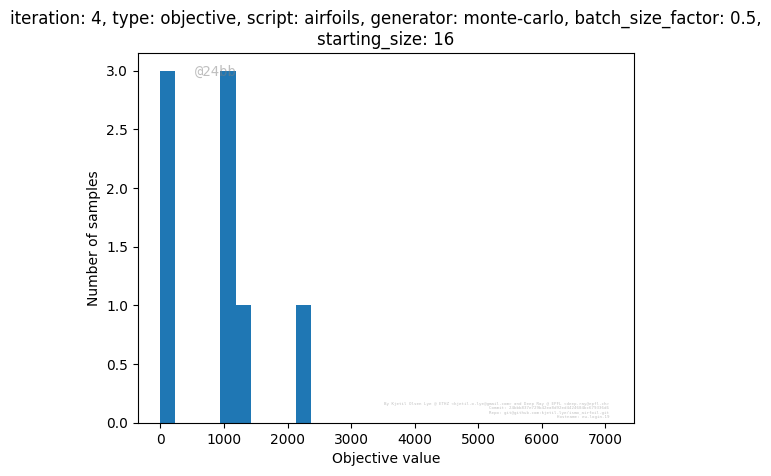 iteration: 4, type: objective, script: airfoils, generator: monte-carlo, batch_size_factor: 0.5,
starting_size: 16
@24bb
3.0
2.5
2.0
1.5
1.0
0.5
0.0
Number of samples
0 1000 2000 3000 4000 5000 6000 7000
Objective value